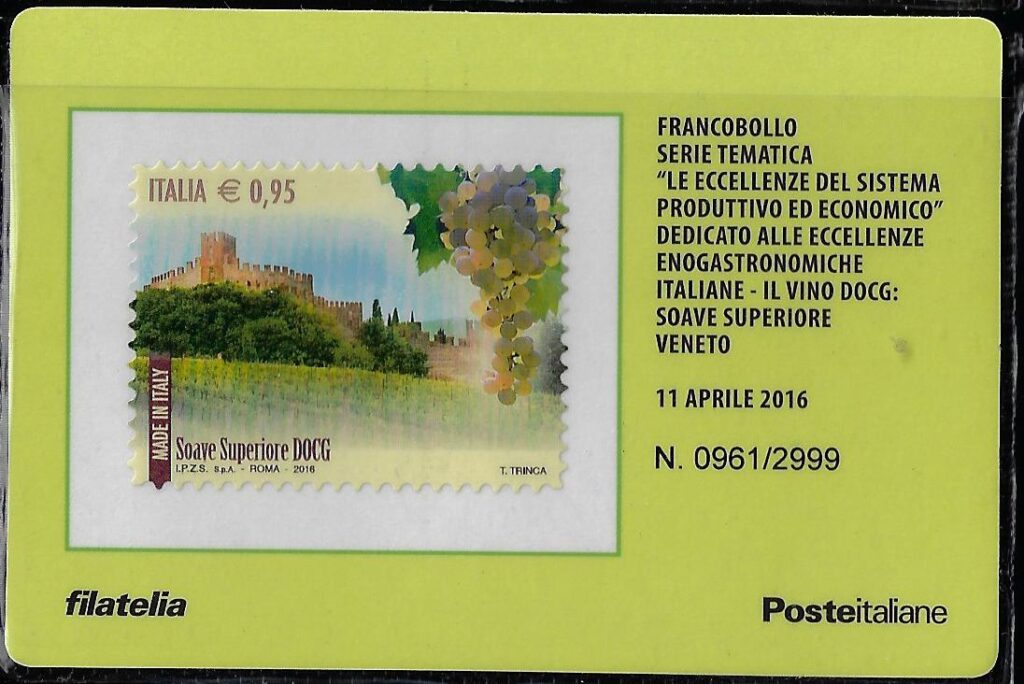 ITALIA € 0,95
MADE IN ITALY
Soave Superiore DOCG
I.P.Z.S. S.p.A. - ROMA - 2016
T. TRINCA
FRANCOBOLLO
SERIE TEMATICA
“LE ECCELLENZE DEL SISTEMA
PRODUTTIVO ED ECONOMICO”
DEDICATO ALLE ECCELLENZE
ENOGASTRONOMICHE
ITALIANE - IL VINO DOCG:
SOAVE SUPERIORE
VENETO
11 APRILE 2016
N. 0961/2999
filatelia
Posteitaliane